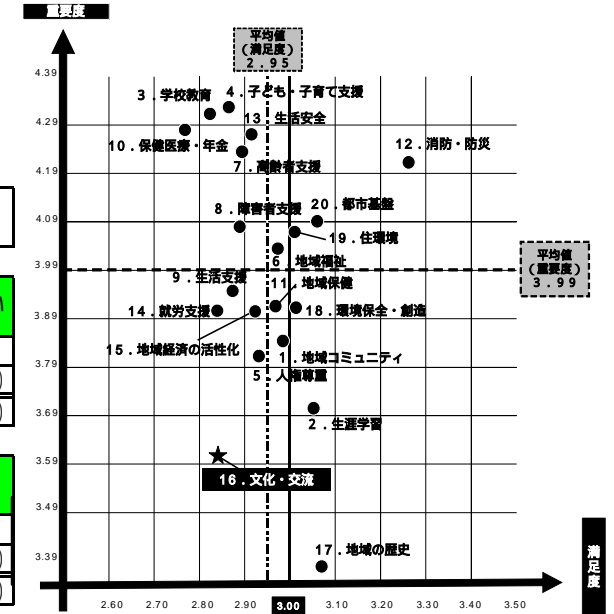 重要度
平均値
(満足度)
2.95
4.39
3．学校教育
4．子ども・子育て支援
13　生活安全
4.29
10．保健医療・年金
12．消防・防災
7．高齢者支援
4.19
8．障害者支援
20．都市基盤
4.09
19．住環境
6．地域福祉
平均値
(重要度)
3.99
3.99
9．生活支援
11．地域保健
14．就労支援
18．環境保全・創造
3.89
15．地域経済の活性化
1．地域コミュニティ
3.79
5．人権尊重
3.69
2．生涯学習
3.59
16．文化・交流
3.49
17．地域の歴史
3.39
満足度
2.60 2.70 2.80 2.90 3.00 3.10 3.20 3.30 3.40 3.50